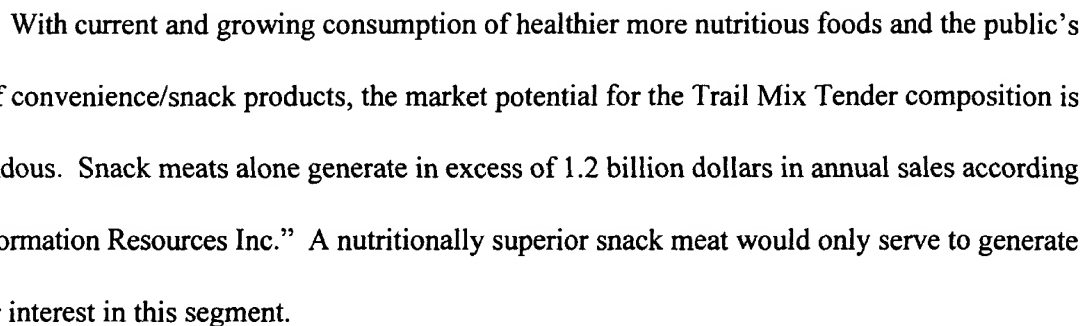 With current and growing consumption of healthier more nutritious foods and the public's
convenience/snack products, the market potential for the Trail Mix Tender composition is
Snack meats alone generate in excess of 1.2 billion dollars in annual sales according
Resources Inc." A nutritionally superior snack meat would only serve to generate
interest in this segment.